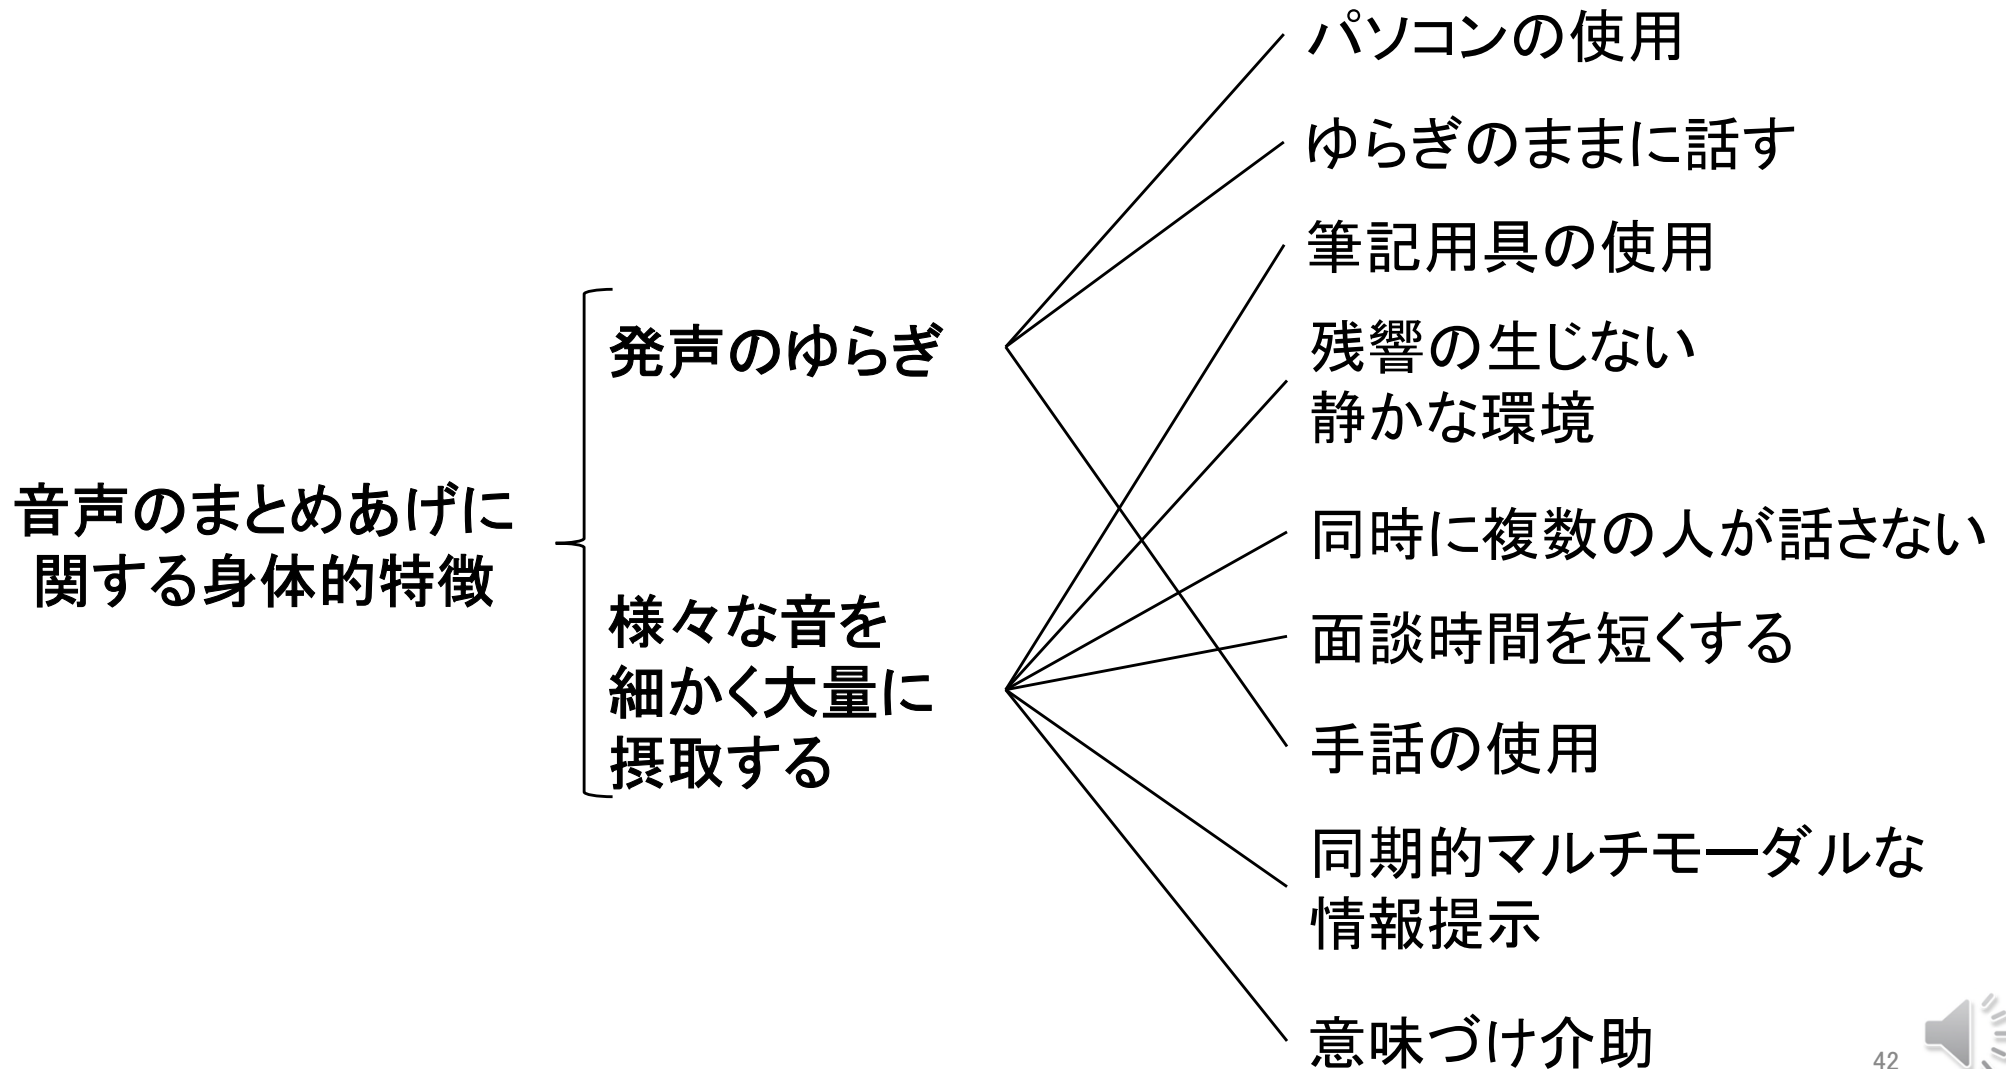 音声のまとめあげに
関する身体的特徴
発声のゆらぎ
様々な音を
細かく大量に
摂取する
パソコンの使用
ゆらぎのままに話す
筆記用具の使用
残響の生じない
静かな環境
同時に複数の人が話さない
面談時間を短くする
手話の使用
同期的マルチモーダルな
情報提示
意味づけ介助
42